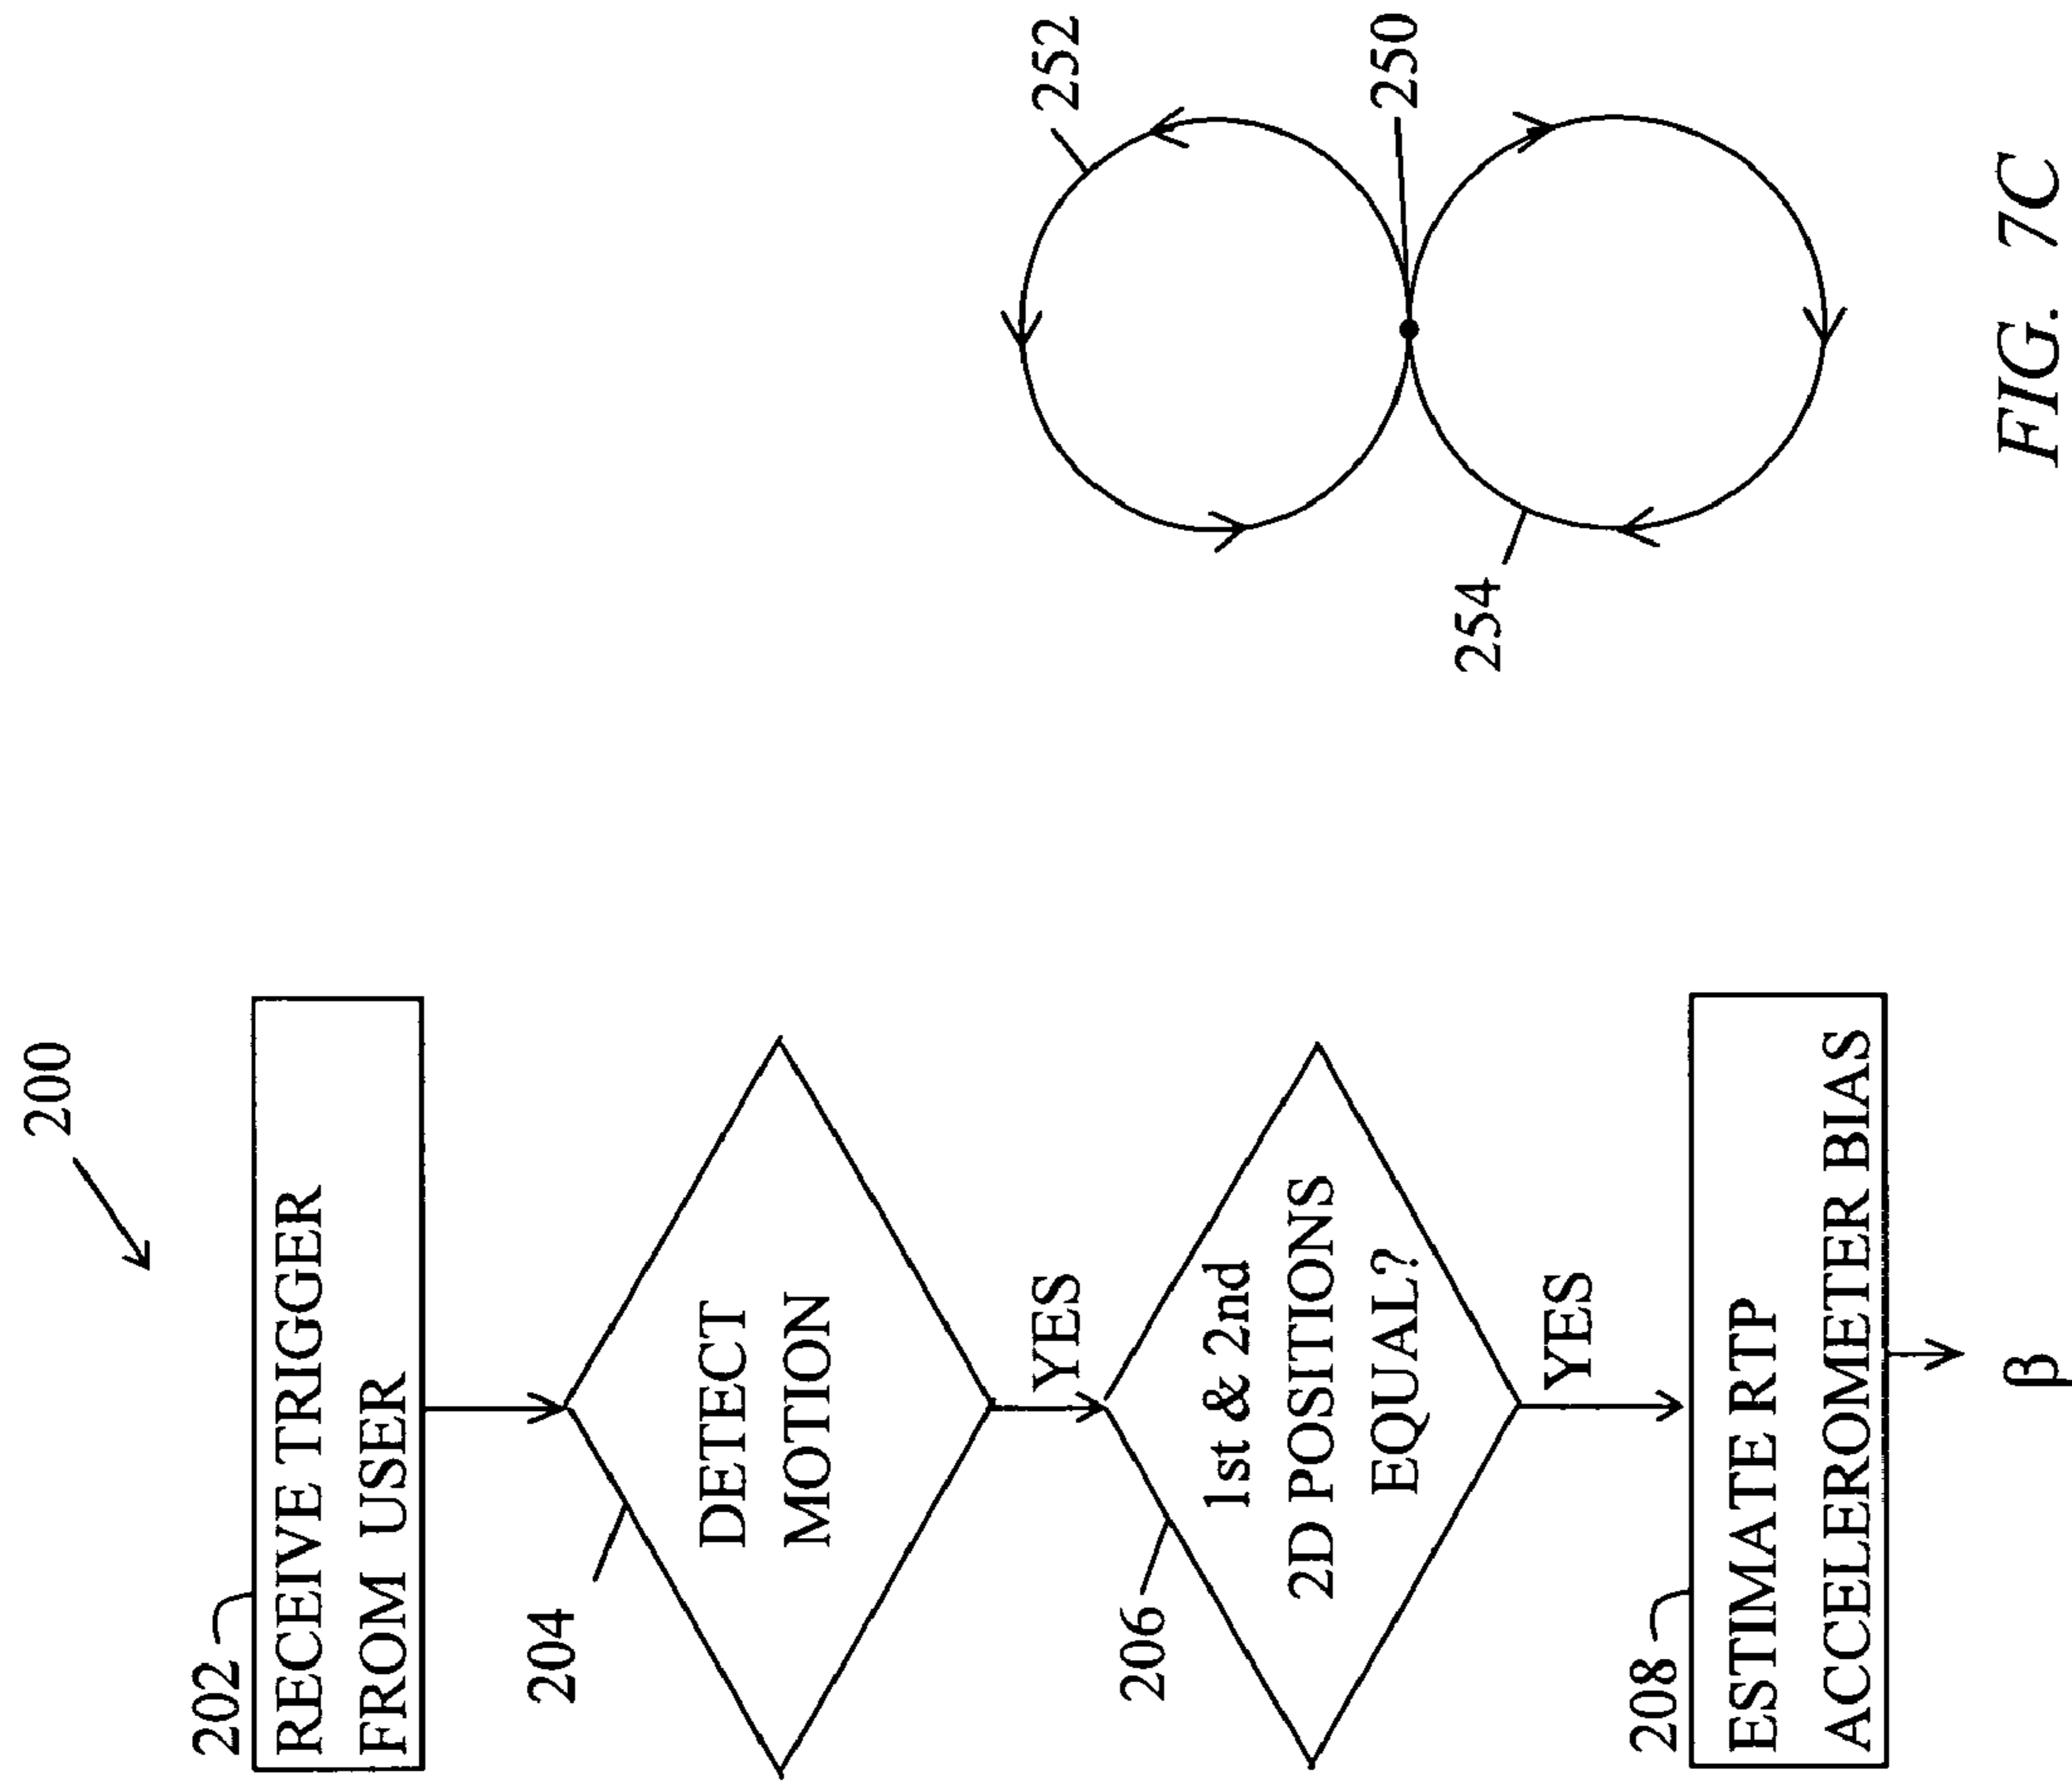 200
202
RECEIVE TRIGGER
FROM USER
204
DETECT
MOTION
YES
206
1st & 2nd
2D POSITIONS
EQUAL?
YES
208
ESTIMATE RTP
ACCELEROMETER BIAS
β
252
250
254
FIG. 7C